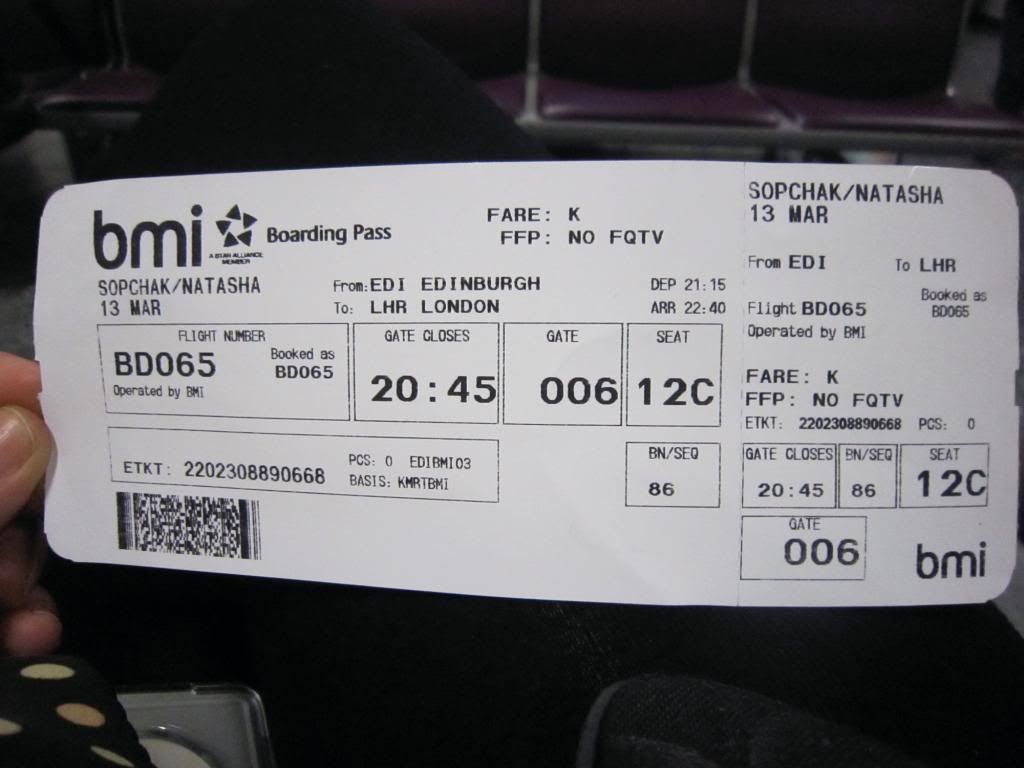 bmi
A STAR ALLIANCE MEMBER
Boarding Pass
FARE: K
FFP: NO FQTV
SOPCHAK/NATASHA
13 MAR
From: EDI EDINBURGH
To: LHR LONDON
DEP 21:15
ARR 22:40
FLIGHT NUMBER
BD065
Booked as
BD065
Operated by BMI
GATE CLOSES
20:45
GATE
006
SEAT
12C
ETKT: 2202308890668
PCS: 0 EDIBMI03
BASIS: KMRTBMI
BN/SEQ
86
SOPCHAK/NATASHA
13 MAR
From EDI To LHR
Flight BD065
Booked as
BD065
Operated by BMI
FARE: K
FFP: NO FQTV
ETKT: 2202308890668 PCS: 0
GATE CLOSES
20:45
BN/SEQ
86
SEAT
12C
GATE
006
bmi